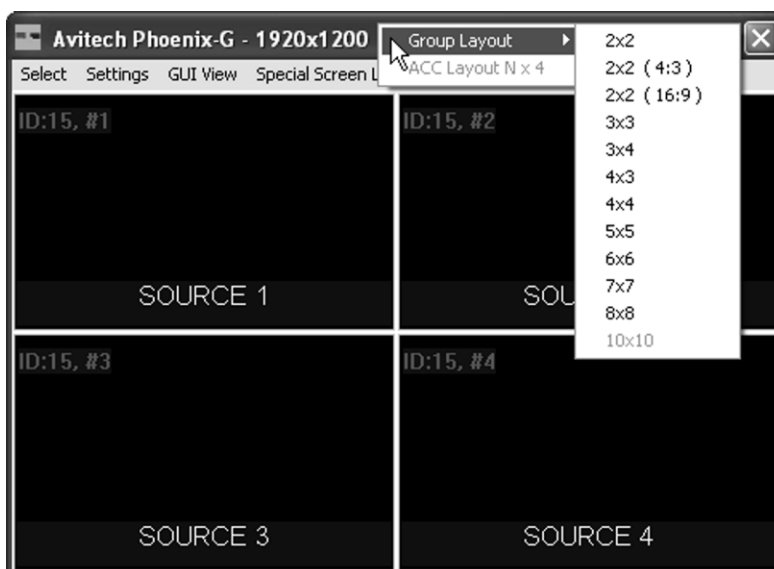 Avitech Phoenix-G - 1920x1200
Select Settings GUI View Special Screen L
Group Layout
ACC Layout N x 4
2x2
2x2 ( 4:3 )
2x2 ( 16:9 )
3x3
3x4
4x3
4x4
5x5
6x6
7x7
8x8
10x10
ID:15, #1
ID:15, #2
SOURCE 1
SOU
ID:15, #3
ID:15, #4
SOURCE 3
SOURCE 4